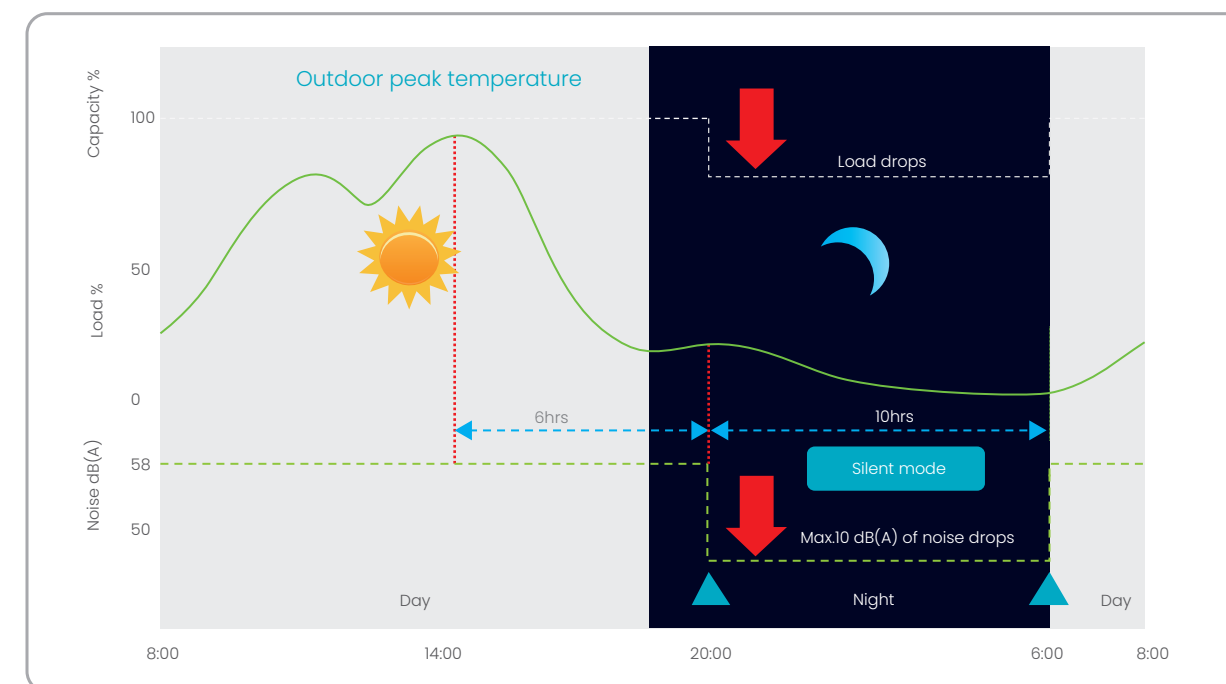 Outdoor peak temperature
Capacity %
100
Load drops
50
Load %
0
6hrs
10hrs
Noise dB(A)
58
Silent mode
50
Max.10 dB(A) of noise drops
Day
Night
Day
8:00
14:00
20:00
6:00
8:00